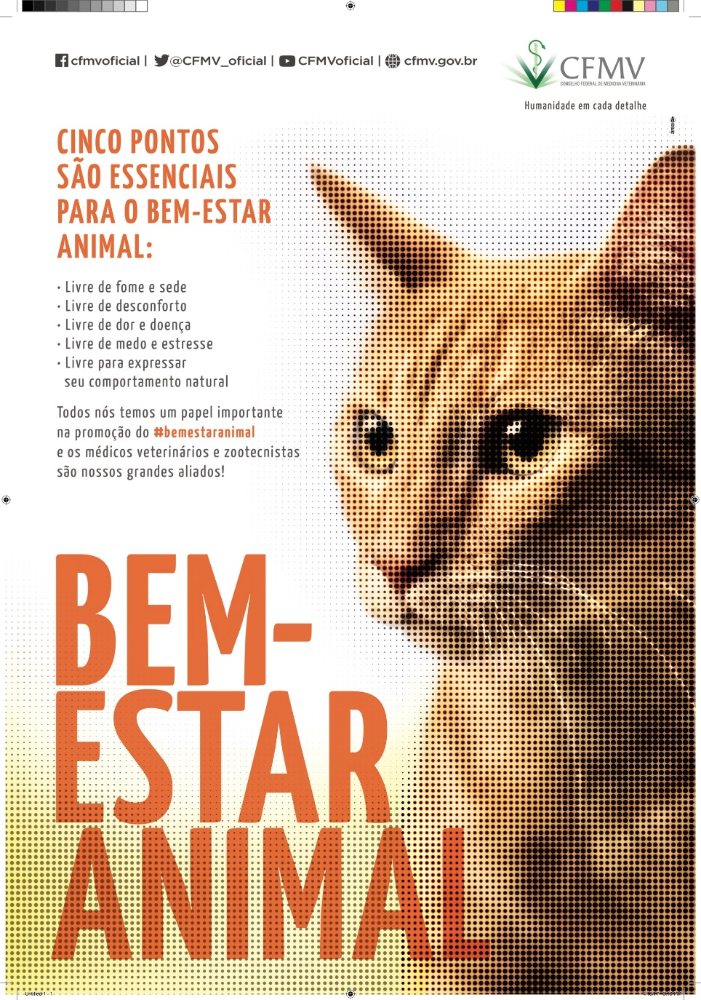 cfmvoficial | @CFMV_oficial | CFMVoficial | cfmv.gov.br
CFMV
CONSELHO FEDERAL DE MEDICINA VETERINÁRIA
Humanidade em cada detalhe
CINCO PONTOS
SÃO ESSENCIAIS
PARA O BEM-ESTAR
ANIMAL:
· Livre de fome e sede
· Livre de desconforto
· Livre de dor e doença
· Livre de medo e estresse
· Livre para expressar
seu comportamento natural
Todos nós temos um papel importante
na promoção do #bemestaranimal
e os médicos veterinários e zootecnistas
são nossos grandes aliados!
BEM-
ESTAR
ANIMAL
Untitled-1 1